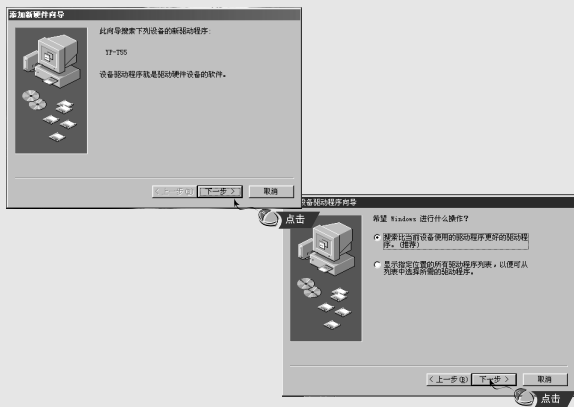 添加新硬件向导
此向导搜索下列设备的新驱动程序:
YP-T55
设备驱动程序就是驱动硬件设备的软件。
<上一步(B) 下一步 > 取消
点击
设备驱动程序向导
希望 Windows 进行什么操作?
搜索比当前设备使用的驱动程序更好的驱动程
序。(推荐)
显示指定位置的所有驱动程序列表，以便可从
列表中选择所需的驱动程序。
<上一步(B) 下一步 > 取消
点击